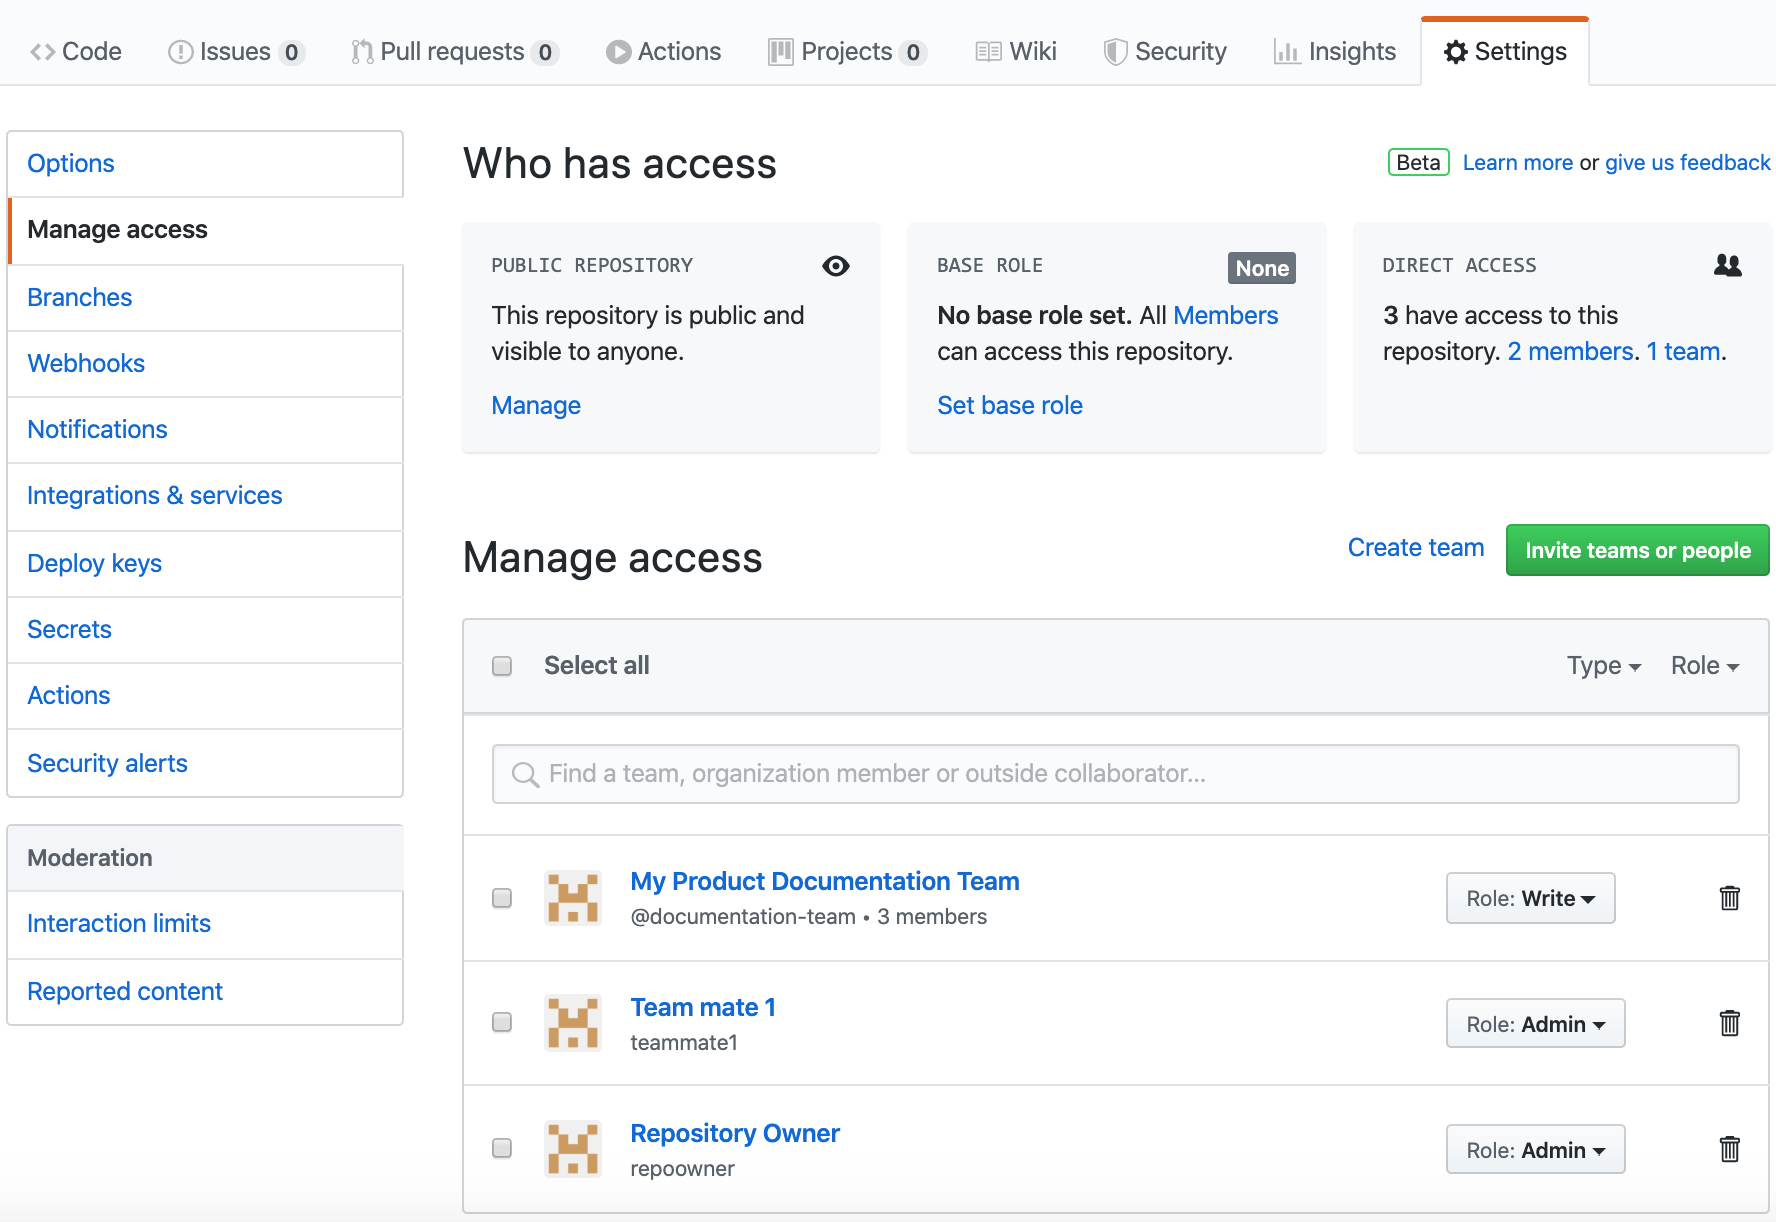 Code Issues 0 Pull requests 0 Actions Projects 0 Wiki Security Insights Settings
Options
Manage access
Branches
Webhooks
Notifications
Integrations & services
Deploy keys
Secrets
Actions
Security alerts
Moderation
Interaction limits
Reported content
Who has access
Beta Learn more or give us feedback
PUBLIC REPOSITORY
This repository is public and
visible to anyone.
Manage
BASE ROLE None
No base role set. All Members
can access this repository.
Set base role
DIRECT ACCESS
3 have access to this
repository. 2 members. 1 team.
Manage access
Create team Invite teams or people
Select all Type Role
Find a team, organization member or outside collaborator...
My Product Documentation Team
@documentation-team • 3 members
Role: Write
Team mate 1
teammate1
Role: Admin
Repository Owner
repoowner
Role: Admin